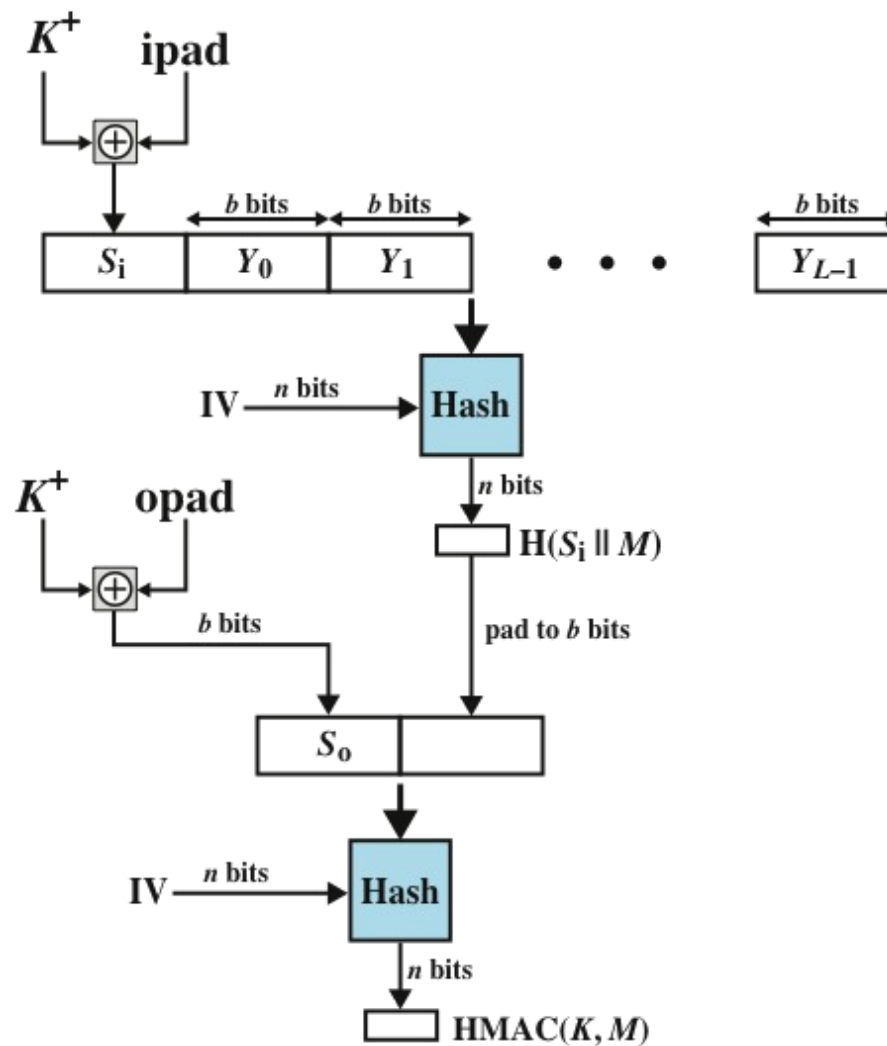 K+ ipad
b bits b bits b bits
Si Y0 Y1 • • • YL–1
IV n bits Hash
n bits
K+ opad
H(Si || M)
b bits pad to b bits
So
IV n bits Hash
n bits
HMAC(K, M)